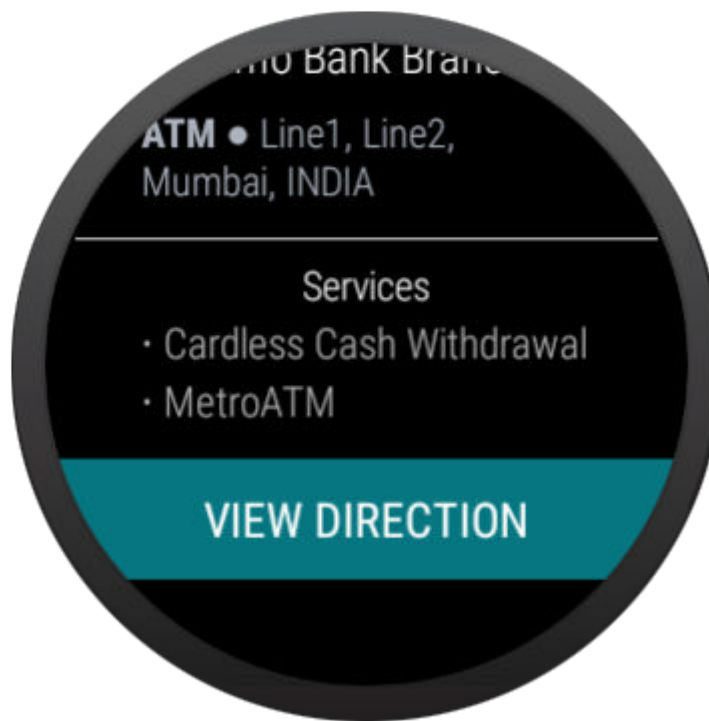 Bank
ATM ● Line1, Line2,
Mumbai, INDIA
Services
· Cardless Cash Withdrawal
· MetroATM
VIEW DIRECTION